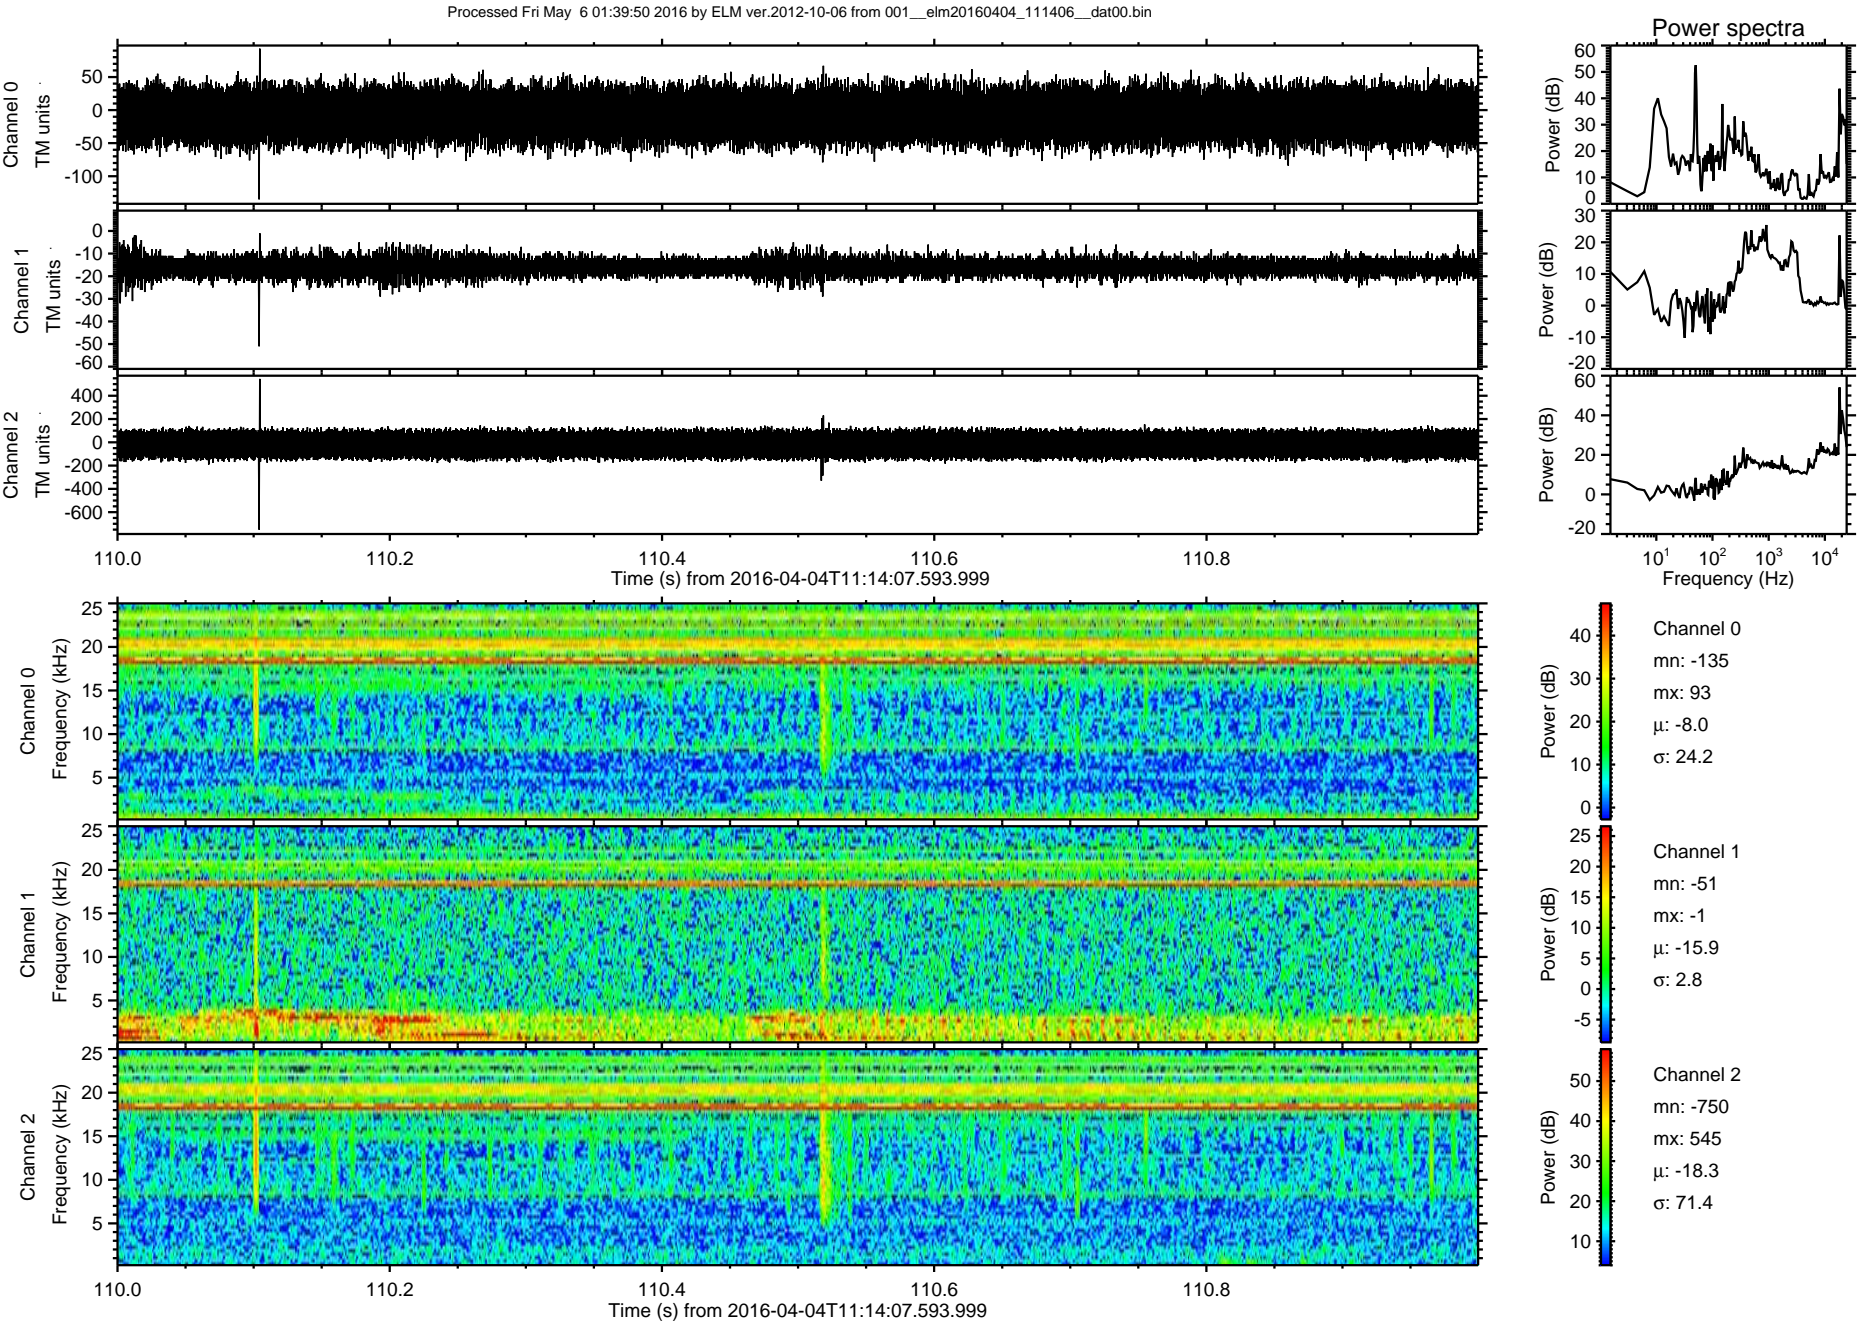 Processed Fri May  6 01:39:50 2016 by ELM ver.2012-10-06 from 001__elm20160404_111406__dat00.bin
Power spectra
Channel 0
TM units
50
0
-50
-100
Power (dB)
60
50
40
30
20
10
0
Channel 1
TM units
0
-10
-20
-30
-40
-50
-60
Power (dB)
30
20
10
0
-10
-20
Channel 2
TM units
400
200
0
-200
-400
-600
Power (dB)
60
40
20
0
-20
110.0 110.2 110.4 110.6 110.8
Time (s) from 2016-04-04T11:14:07.593.999
10¹ 10² 10³ 10⁴
Frequency (Hz)
Channel 0
Frequency (kHz)
25
20
15
10
5
Power (dB)
40
30
20
10
0
Channel 0
mn: -135
mx: 93
µ: -8.0
σ: 24.2
Channel 1
Frequency (kHz)
25
20
15
10
5
Power (dB)
25
20
15
10
5
0
-5
Channel 1
mn: -51
mx: -1
µ: -15.9
σ: 2.8
Channel 2
Frequency (kHz)
25
20
15
10
5
Power (dB)
50
40
30
20
10
Channel 2
mn: -750
mx: 545
µ: -18.3
σ: 71.4
110.0 110.2 110.4 110.6 110.8
Time (s) from 2016-04-04T11:14:07.593.999